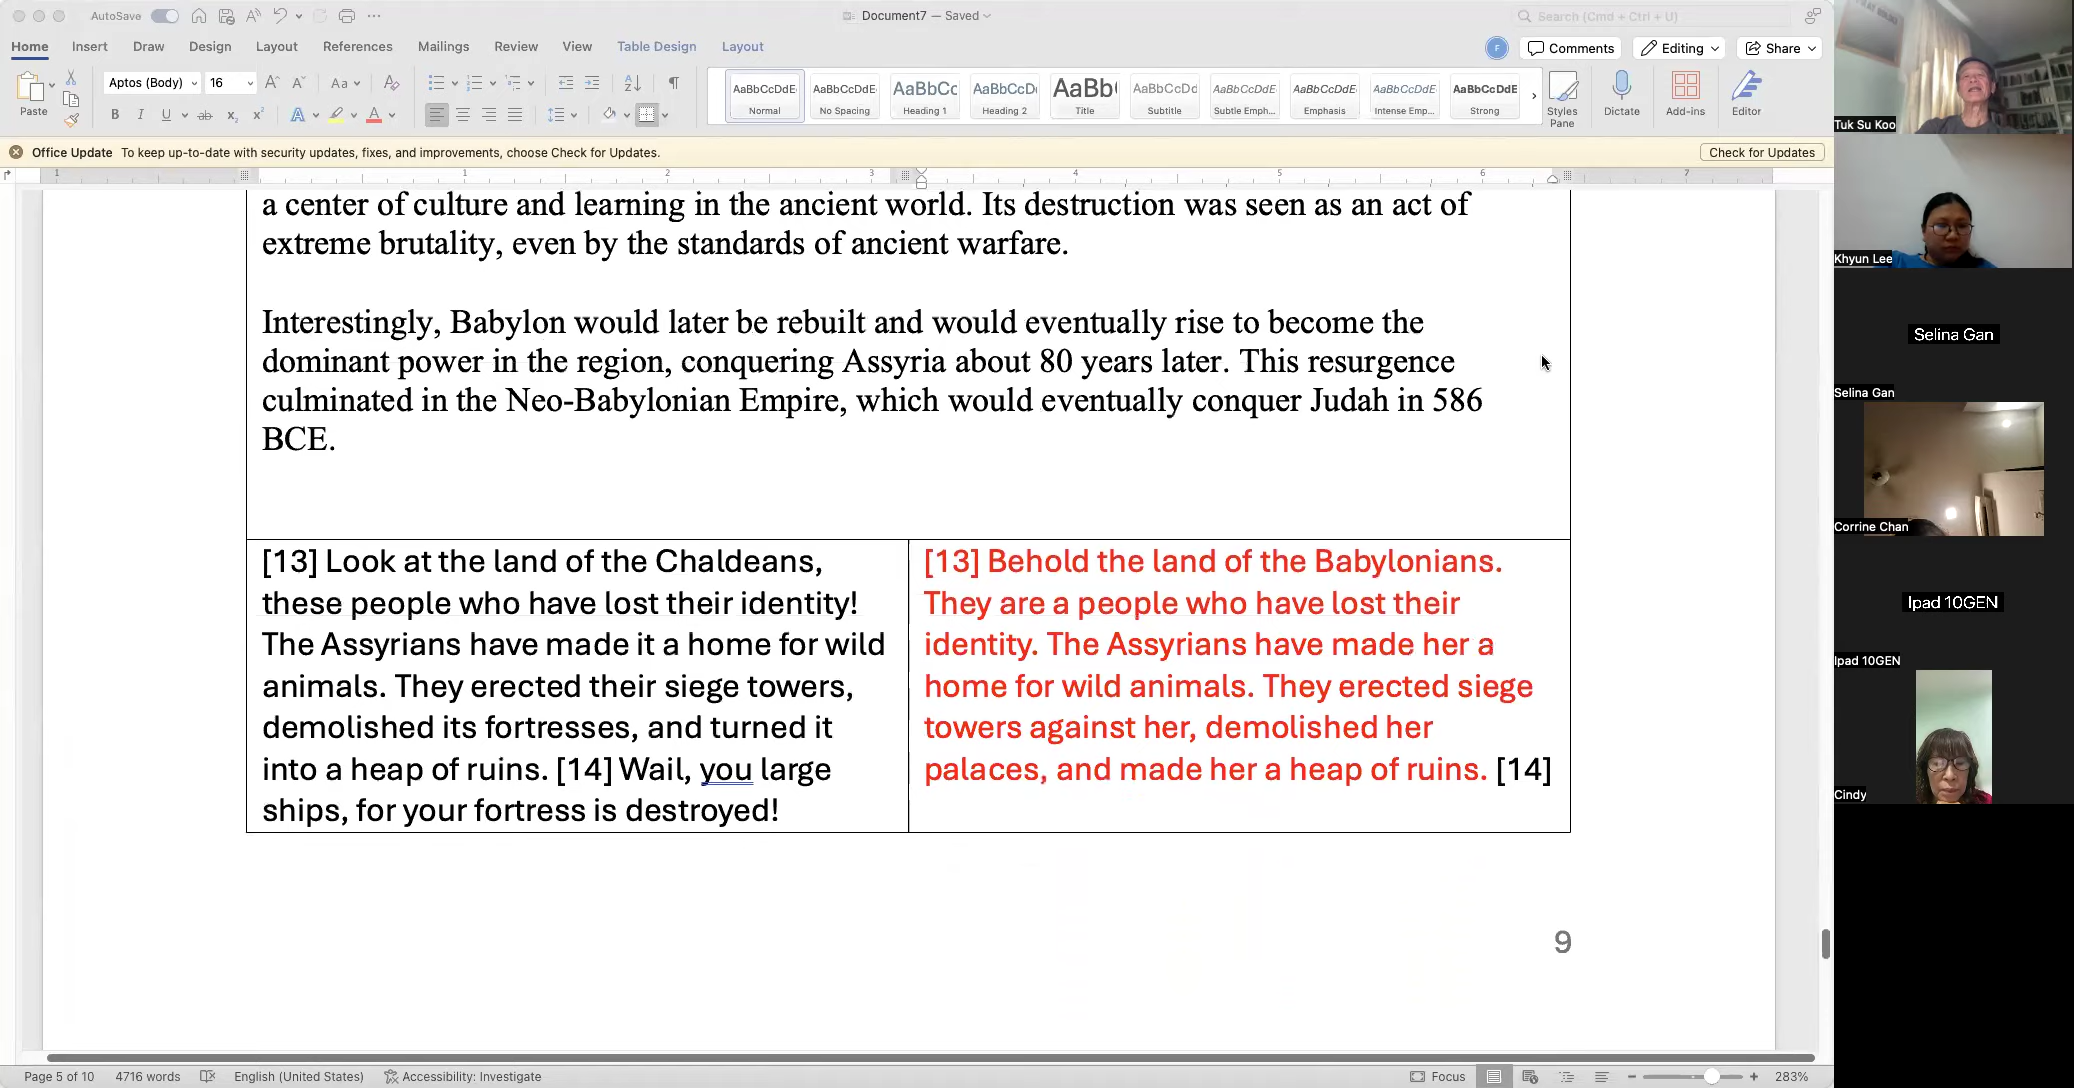 AutoSave
Document7 — Saved
Search (Cmd + Ctrl + U)
Home Insert Draw Design Layout References Mailings Review View Table Design Layout
F Comments Editing Share
Paste
Aptos (Body) 16
AaBbCcDdE Normal
AaBbCcDdE No Spacing
AaBbCc Heading 1
AaBbCcD Heading 2
AaBb Title
AaBbCcDd Subtitle
AaBbCcDdE Subtle Emph...
AaBbCcDdE Emphasis
AaBbCcDdE Intense Emp...
AaBbCcDdE Strong
Styles Pane
Dictate
Add-ins
Editor
Office Update To keep up-to-date with security updates, fixes, and improvements, choose Check for Updates.
Check for Updates
1 1 2 3 4 5 6 7
a center of culture and learning in the ancient world. Its destruction was seen as an act of
extreme brutality, even by the standards of ancient warfare.
Interestingly, Babylon would later be rebuilt and would eventually rise to become the
dominant power in the region, conquering Assyria about 80 years later. This resurgence
culminated in the Neo-Babylonian Empire, which would eventually conquer Judah in 586
BCE.
[13] Look at the land of the Chaldeans,
these people who have lost their identity!
The Assyrians have made it a home for wild
animals. They erected their siege towers,
demolished its fortresses, and turned it
into a heap of ruins. [14] Wail, you large
ships, for your fortress is destroyed!
[13] Behold the land of the Babylonians.
They are a people who have lost their
identity. The Assyrians have made her a
home for wild animals. They erected siege
towers against her, demolished her
palaces, and made her a heap of ruins. [14]
9
Page 5 of 10 4716 words English (United States) Accessibility: Investigate
Focus 283%
Tuk Su Koo
Khyun Lee
Selina Gan
Selina Gan
Corrine Chan
Ipad 10GEN
Ipad 10GEN
Cindy